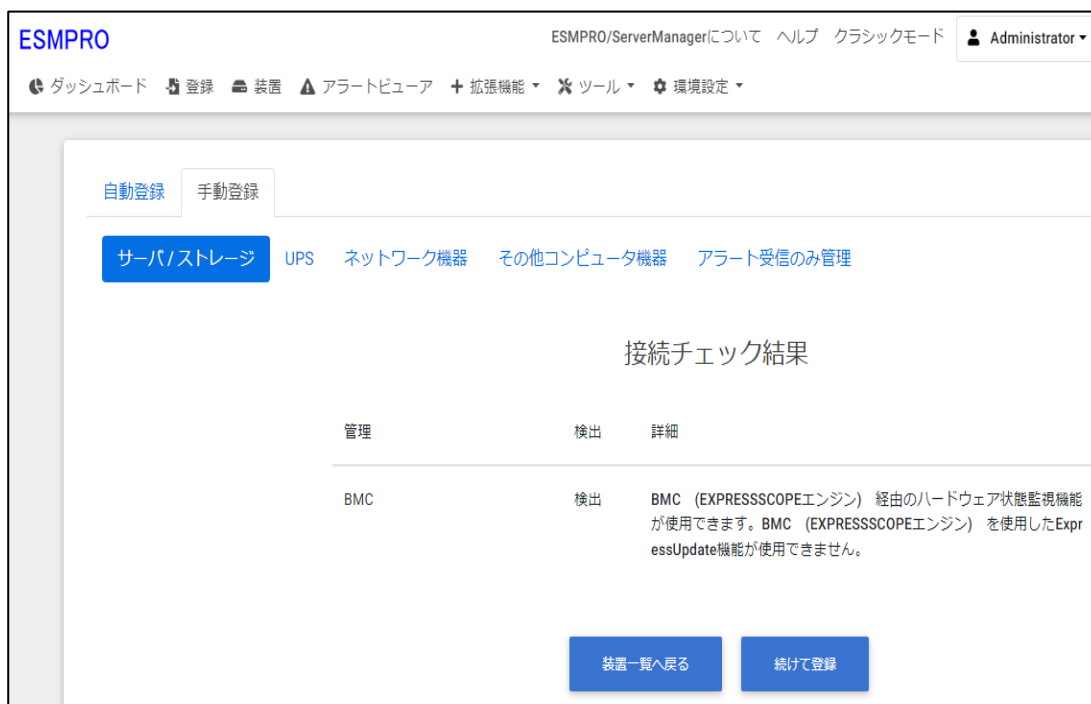 ESMPRO
ESMPRO/ServerManagerについて ヘルプ クラシックモード Administrator
ダッシュボード 登録 装置 アラートビューア 拡張機能 ツール 環境設定
自動登録 手動登録
サーバ/ストレージ UPS ネットワーク機器 その他コンピュータ機器 アラート受信のみ管理
接続チェック結果
管理 検出 詳細
BMC 検出 BMC (EXPRESSSCOPEエンジン) 経由のハードウェア状態監視機能
が使用できます。BMC (EXPRESSSCOPEエンジン) を使用したExpr
essUpdate機能が使用できません。
装置一覧へ戻る 続けて登録